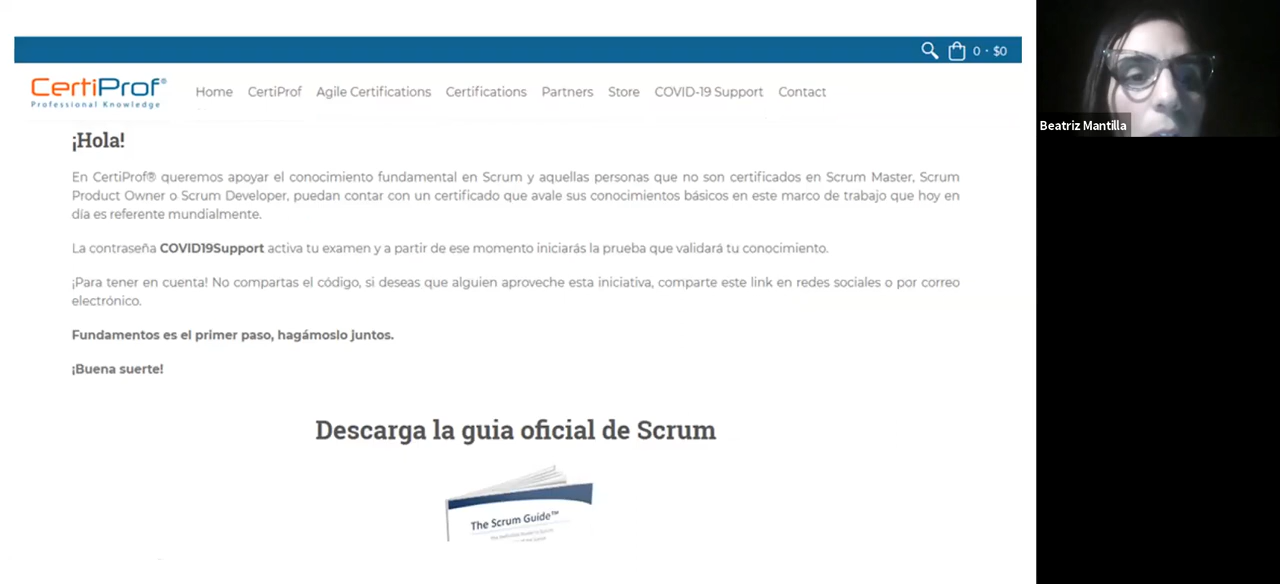 0 - $0
CertiProf®
Professional Knowledge
Home CertiProf Agile Certifications Certifications Partners Store COVID-19 Support Contact
Beatriz Mantilla
¡Hola!
En CertiProf® queremos apoyar el conocimiento fundamental en Scrum y aquellas personas que no son certificados en Scrum Master, Scrum
Product Owner o Scrum Developer, puedan contar con un certificado que avale sus conocimientos básicos en este marco de trabajo que hoy en
día es referente mundialmente.
La contraseña COVID19Support activa tu examen y a partir de ese momento iniciarás la prueba que validará tu conocimiento.
¡Para tener en cuenta! No compartas el código, si deseas que alguien aproveche esta iniciativa, comparte este link en redes sociales o por correo
electrónico.
Fundamentos es el primer paso, hagámoslo juntos.
¡Buena suerte!
Descarga la guia oficial de Scrum
The Scrum Guide™